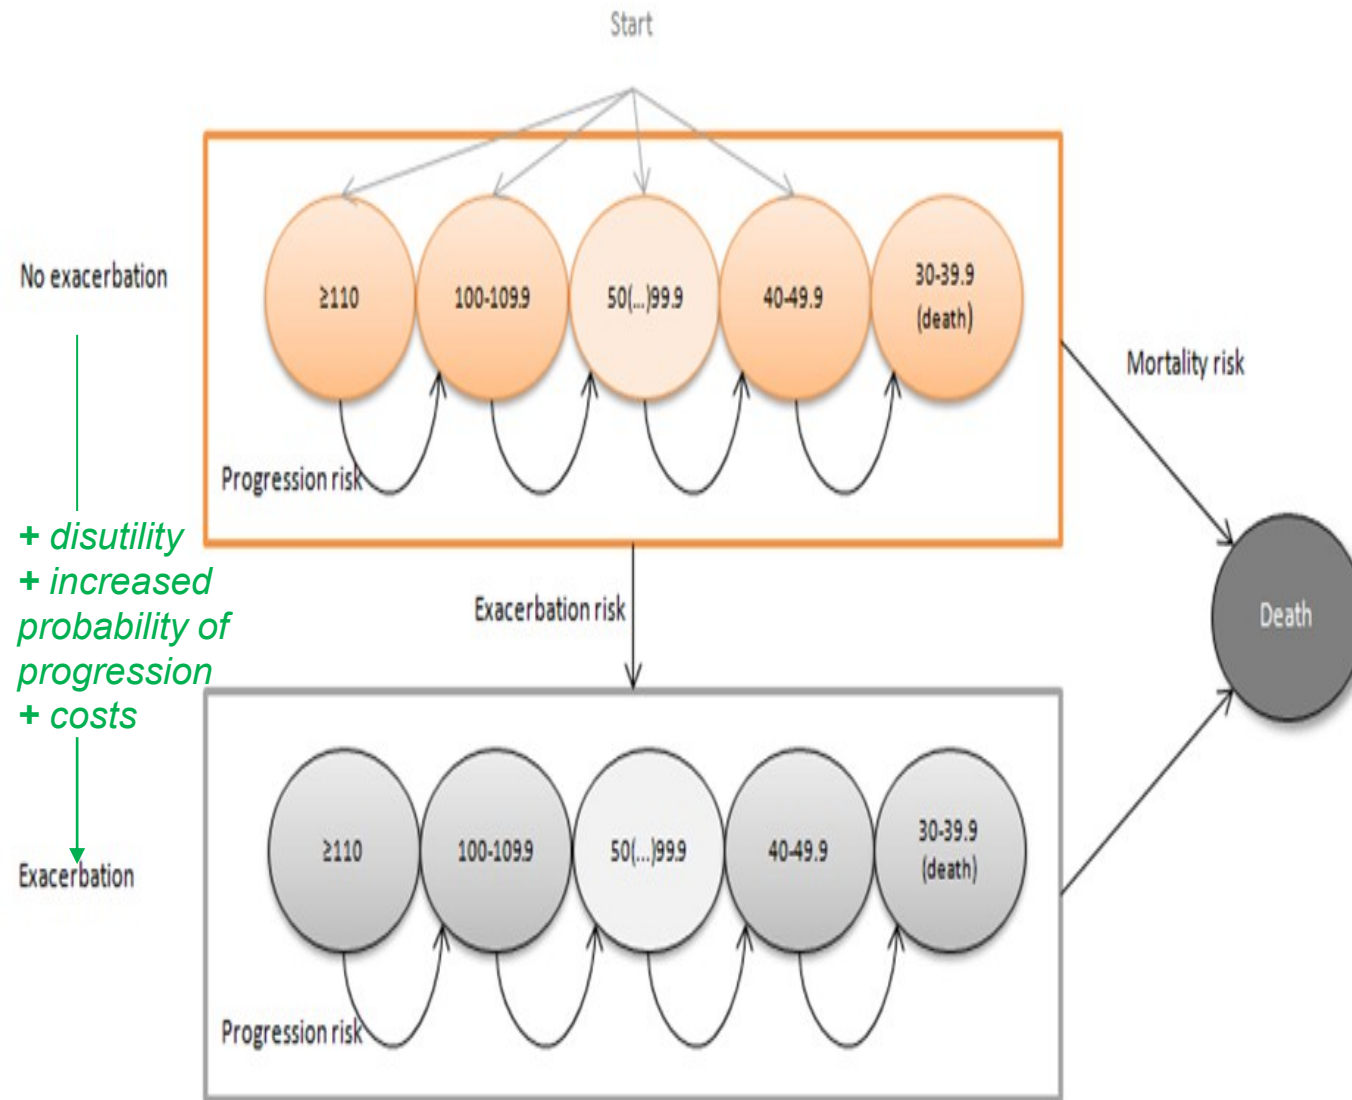 Start
No exacerbation
≥110
100-109.9
50(...)99.9
40-49.9
30-39.9
(death)
Mortality risk
Progression risk
+ disutility
+ increased
probability of
progression
+ costs
Exacerbation risk
Death
Exacerbation
≥110
100-109.9
50(...)99.9
40-49.9
30-39.9
(death)
Progression risk